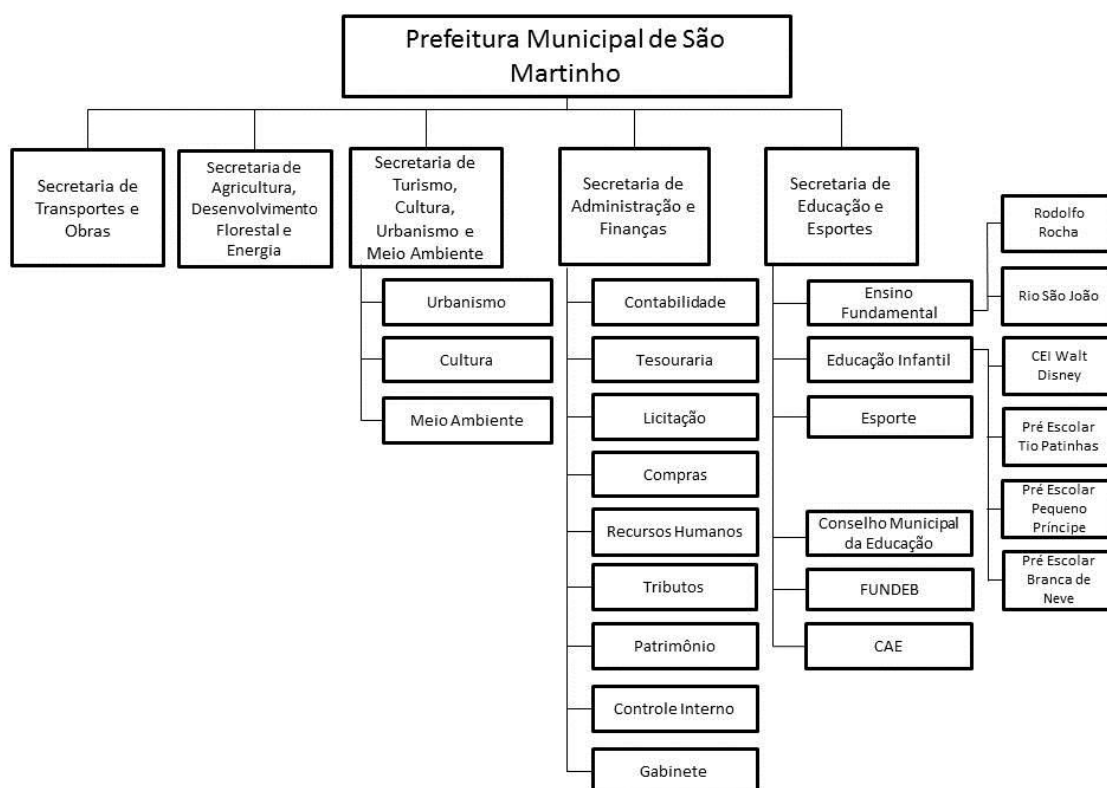 Prefeitura Municipal de São
Martinho
Secretaria de
Transportes e
Obras
Secretaria de
Agricultura,
Desenvolvimento
Florestal e
Energia
Secretaria de
Turismo,
Cultura,
Urbanismo e
Meio Ambiente
Urbanismo
Cultura
Meio Ambiente
Secretaria de
Administração e
Finanças
Contabilidade
Tesouraria
Licitação
Compras
Recursos Humanos
Tributos
Patrimônio
Controle Interno
Gabinete
Secretaria de
Educação e
Esportes
Ensino
Fundamental
Rodolfo
Rocha
Rio São João
Educação Infantil
CEI Walt
Disney
Pré Escolar
Tio Patinhas
Pré Escolar
Pequeno
Príncipe
Pré Escolar
Branca de
Neve
Esporte
Conselho Municipal
da Educação
FUNDEB
CAE